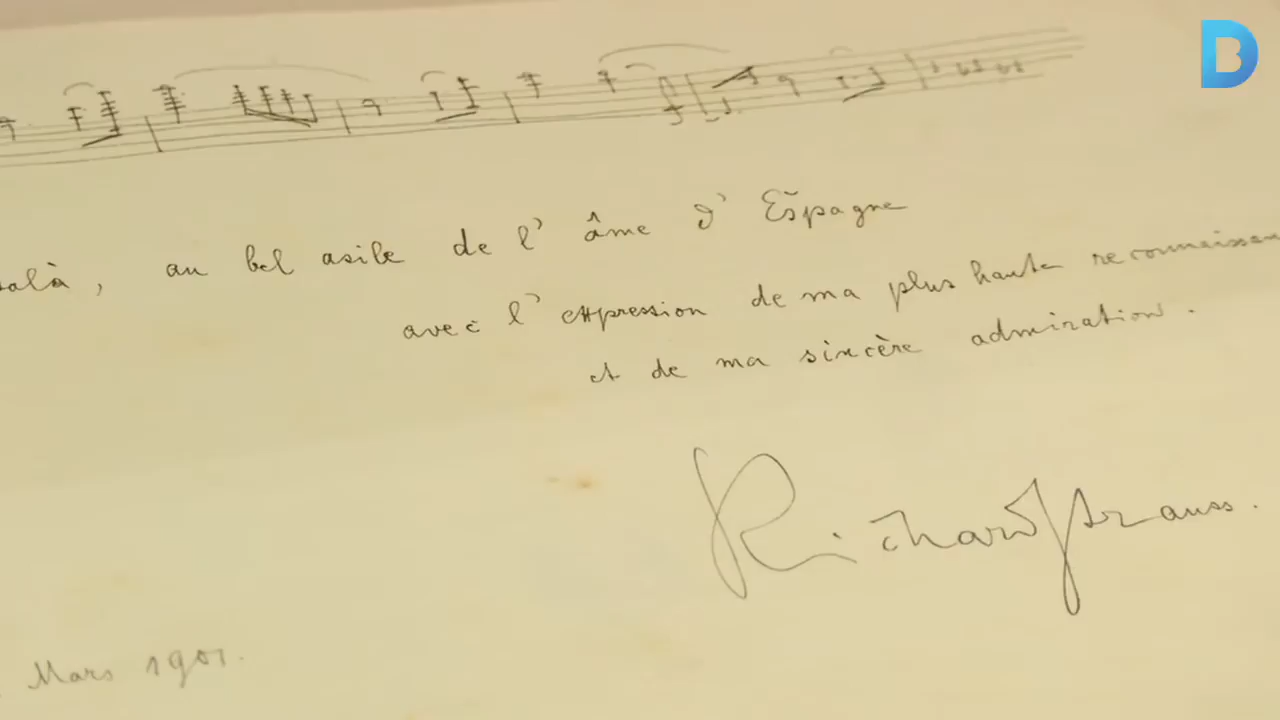 alà, au bel asile de l' âme d' Espagne
avec l' expression de ma plus haute reconnaissan
et de ma sincère admiration.
Richard Strauss.
Mars 1901.